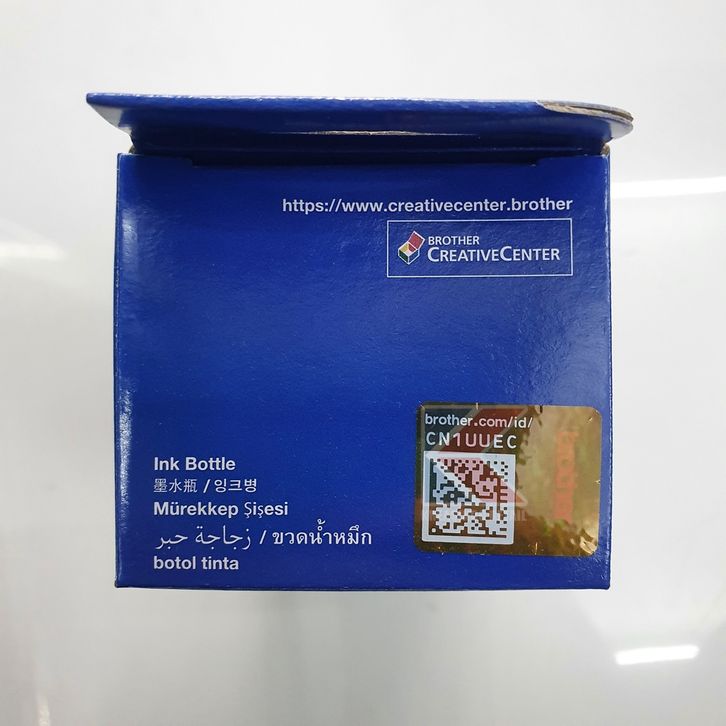 https://www.creativecenter.brother
BROTHER
CREATIVECENTER
brother.com/id/
CN1UUEC
brother
Ink Bottle
墨水瓶 / 잉크병
Mürekkep Şişesi
زجاجة حبر / ขวดน้ำหมึก
botol tinta